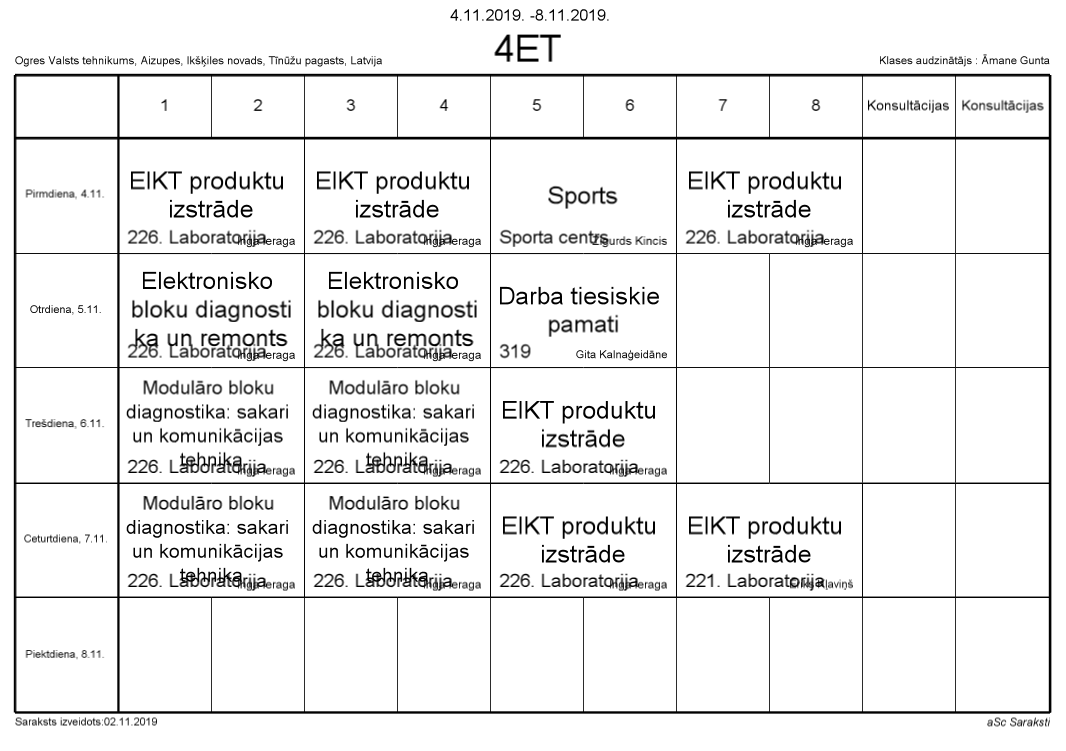 4.11.2019. -8.11.2019.
4ET
Ogres Valsts tehnikums, Aizupes, Ikšķiles novads, Tīnūžu pagasts, Latvija
Klases audzinātājs : Āmane Gunta
1 2 3 4 5 6 7 8 Konsultācijas Konsultācijas
Pirmdiena, 4.11.
EIKT produktu
izstrāde
226. Laboratorija Inga Ieraga
EIKT produktu
izstrāde
226. Laboratorija Inga Ieraga
Sports
Sporta centrs Zigurds Kincis
EIKT produktu
izstrāde
226. Laboratorija Inga Ieraga
Otrdiena, 5.11.
Elektronisko
bloku diagnosti
ka un remonts
226. Laboratorija Inga Ieraga
Elektronisko
bloku diagnosti
ka un remonts
226. Laboratorija Inga Ieraga
Darba tiesiskie
pamati
319 Gita Kalnaģeidāne
Trešdiena, 6.11.
Modulāro bloku
diagnostika: sakari
un komunikācijas
tehnika
226. Laboratorija Inga Ieraga
Modulāro bloku
diagnostika: sakari
un komunikācijas
tehnika
226. Laboratorija Inga Ieraga
EIKT produktu
izstrāde
226. Laboratorija Inga Ieraga
Ceturtdiena, 7.11.
Modulāro bloku
diagnostika: sakari
un komunikācijas
tehnika
226. Laboratorija Inga Ieraga
Modulāro bloku
diagnostika: sakari
un komunikācijas
tehnika
226. Laboratorija Inga Ieraga
EIKT produktu
izstrāde
226. Laboratorija Inga Ieraga
EIKT produktu
izstrāde
221. Laboratorija Ēriks Kļaviņš
Piektdiena, 8.11.
Saraksts izveidots:02.11.2019
aSc Saraksti